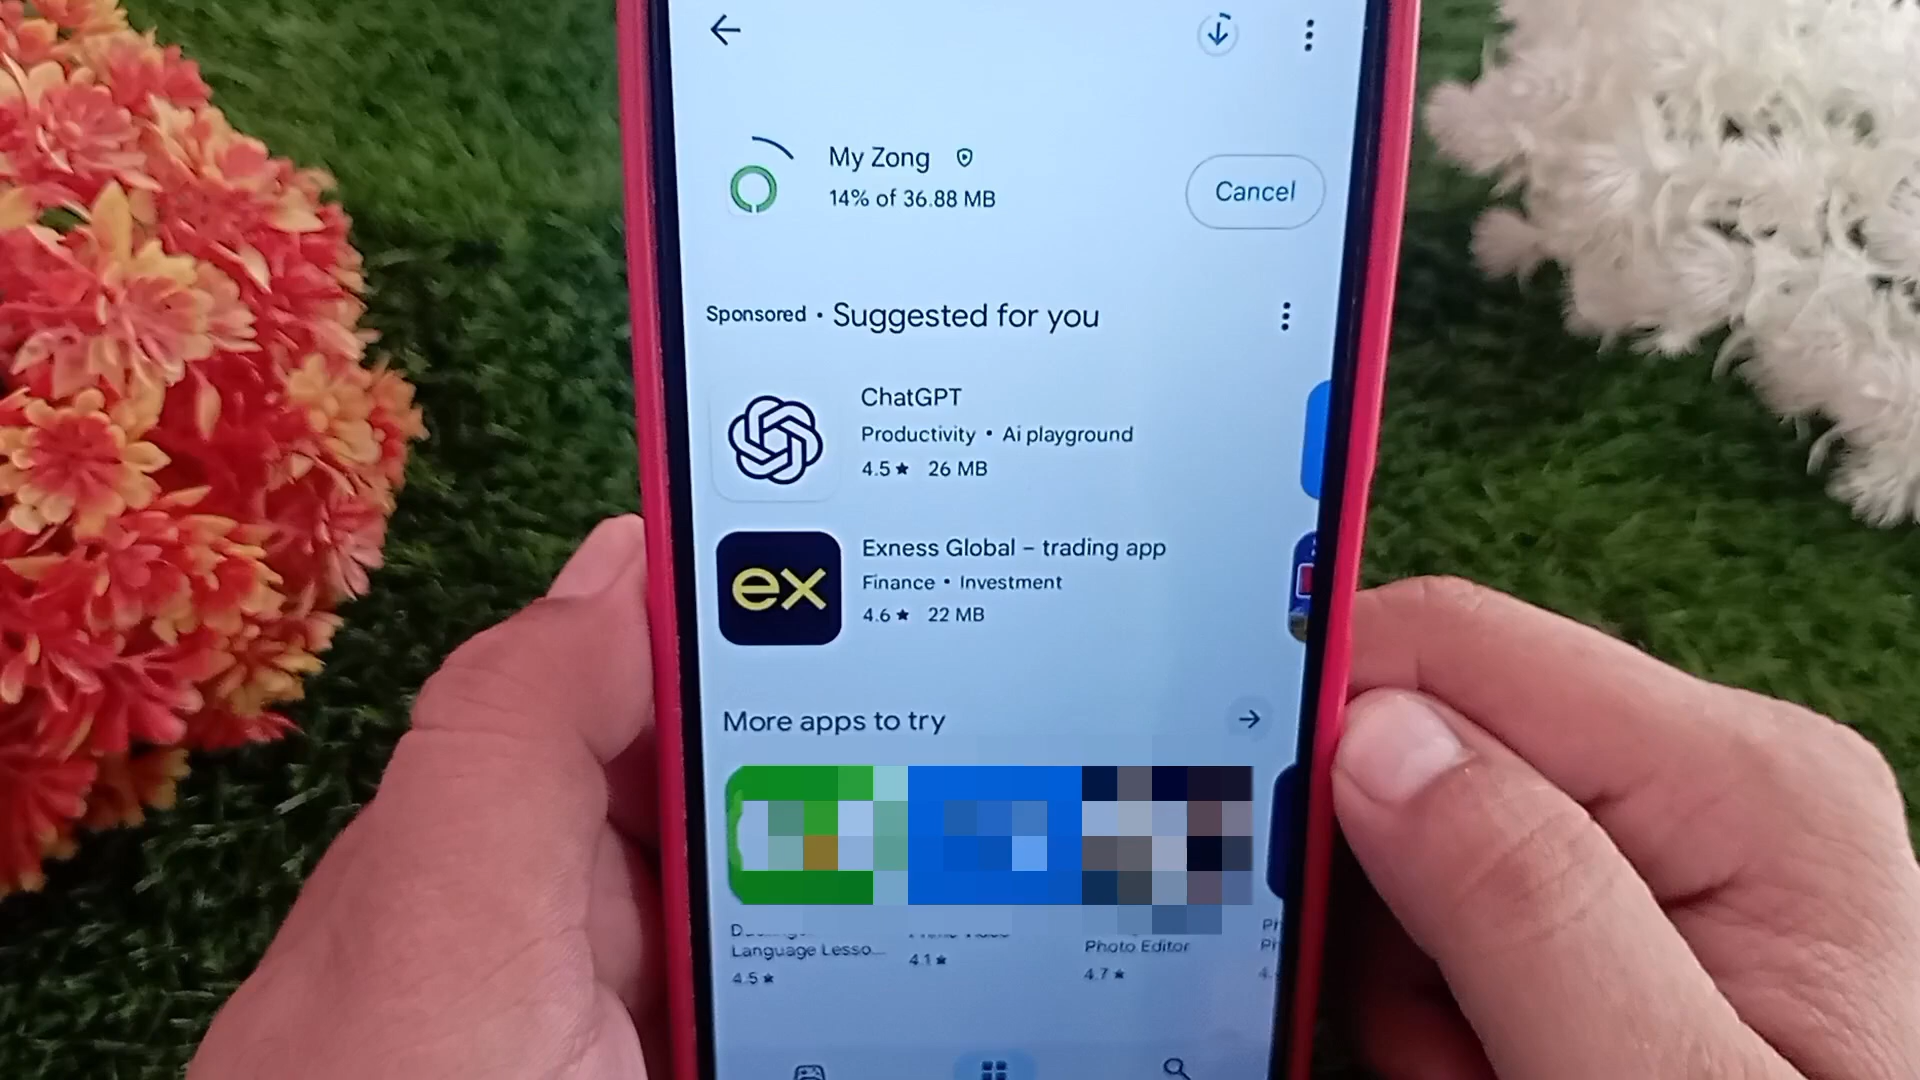 My Zong
14% of 36.88 MB
Cancel
Sponsored • Suggested for you
ChatGPT
Productivity • Ai playground
4.5 ★ 26 MB
ex
Exness Global – trading app
Finance • Investment
4.6 ★ 22 MB
More apps to try
Language Lesso...
4.5 ★
4.1 ★
Photo Editor
4.7 ★